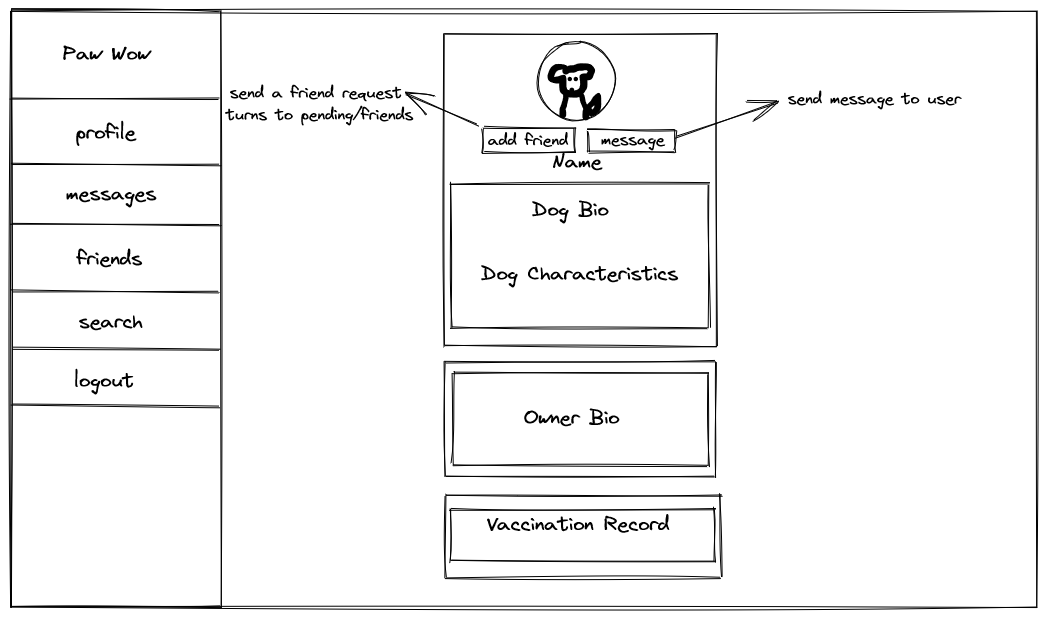 Paw Wow
profile
messages
friends
search
logout
send a friend request
turns to pending/friends
add friend
message
send message to user
Name
Dog Bio
Dog Characteristics
Owner Bio
Vaccination Record